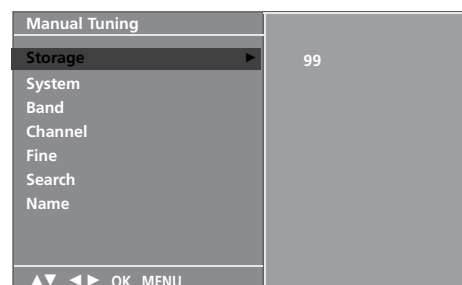 Manual Tuning
Storage ► 99
System
Band
Channel
Fine
Search
Name
▲▼ ◄► OK MENU